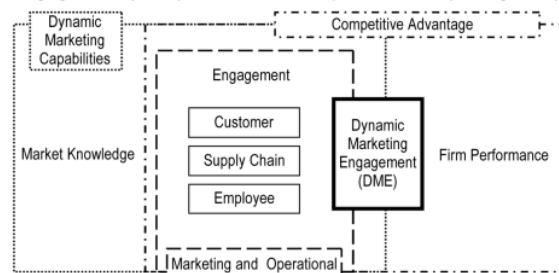 Dynamic
Marketing
Capabilities
Competitive Advantage
Engagement
Customer
Supply Chain
Employee
Market Knowledge
Dynamic
Marketing
Engagement
(DME)
Firm Performance
Marketing and Operational